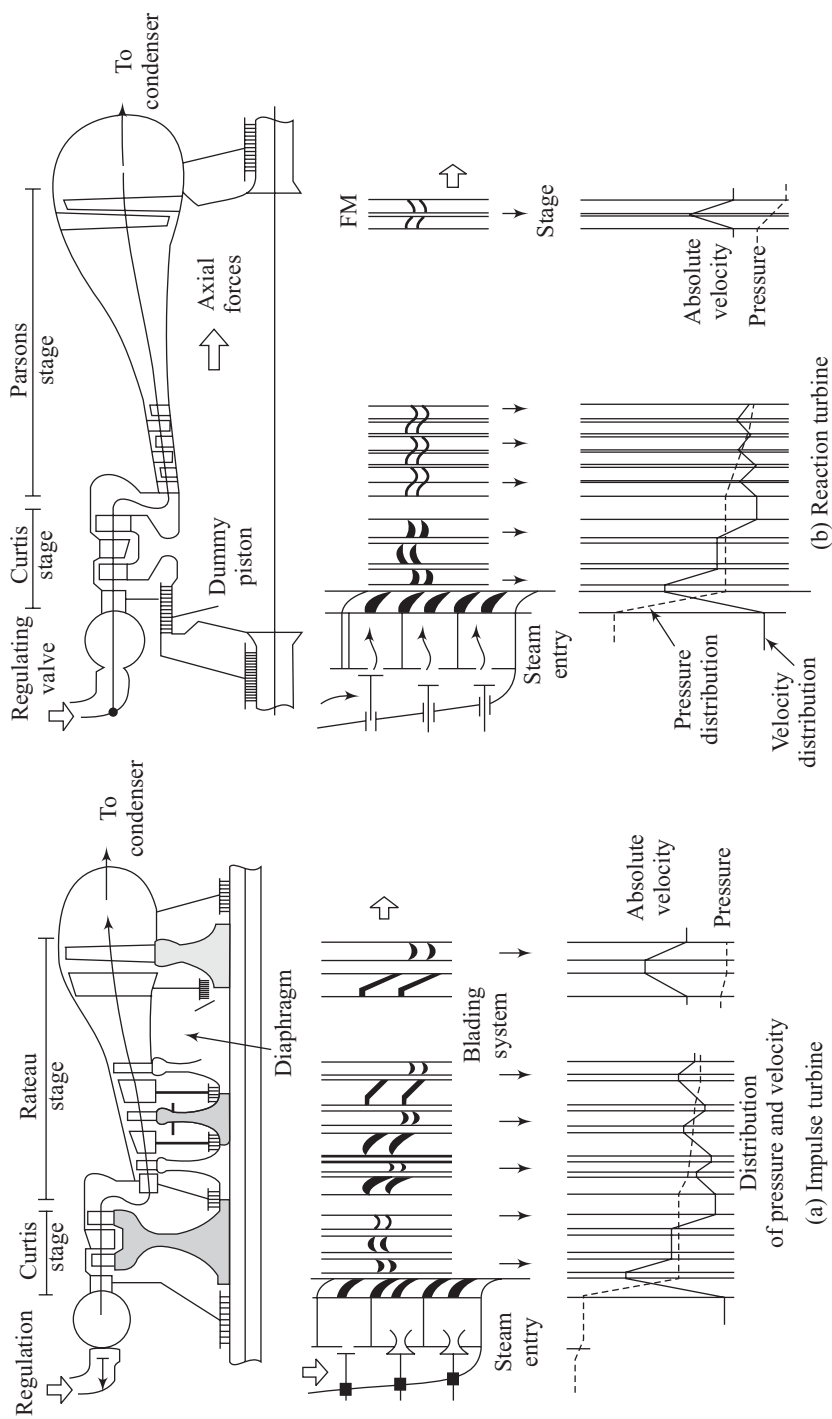 Regulation
Curtis
stage
Rateau
stage
To
condenser
Diaphragm
Steam
entry
Blading
system
Absolute
velocity
Pressure
Distribution
of pressure and velocity
(a) Impulse turbine
Regulating
valve
Curtis
stage
Parsons
stage
To
condenser
Dummy
piston
Axial
forces
Steam
entry
FM
Stage
Pressure
distribution
Velocity
distribution
Absolute
velocity
Pressure
(b) Reaction turbine